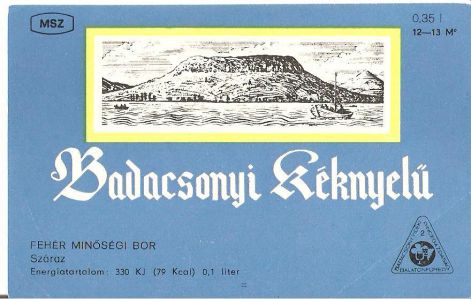 MSZ
0,35 l
12—13 M°
Badacsonyi Kéknyelű
FEHÉR MINŐSÉGI BOR
Száraz
Energiatartalom: 330 KJ (79 Kcal) 0,1 liter
2
BALATONFÜRED